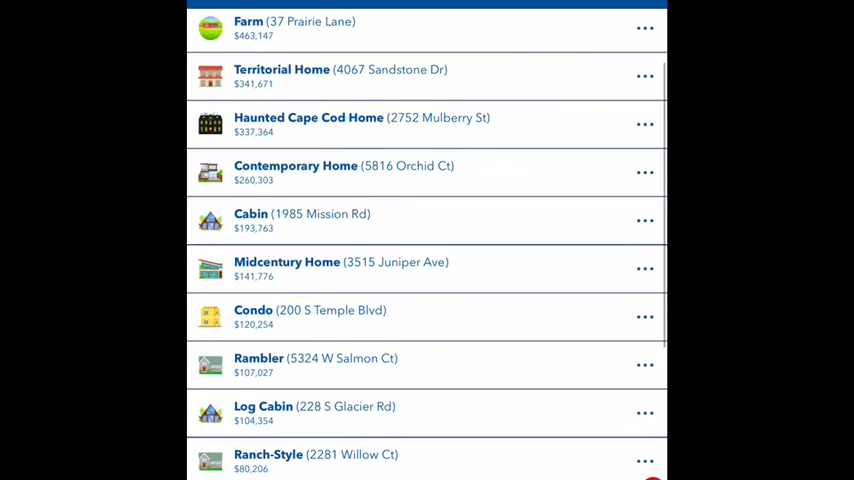 Farm (37 Prairie Lane)
$463,147
Territorial Home (4067 Sandstone Dr)
$341,671
Haunted Cape Cod Home (2752 Mulberry St)
$337,364
Contemporary Home (5816 Orchid Ct)
$260,303
Cabin (1985 Mission Rd)
$193,763
Midcentury Home (3515 Juniper Ave)
$141,776
Condo (200 S Temple Blvd)
$120,254
Rambler (5324 W Salmon Ct)
$107,027
Log Cabin (228 S Glacier Rd)
$104,354
Ranch-Style (2281 Willow Ct)
$80,206